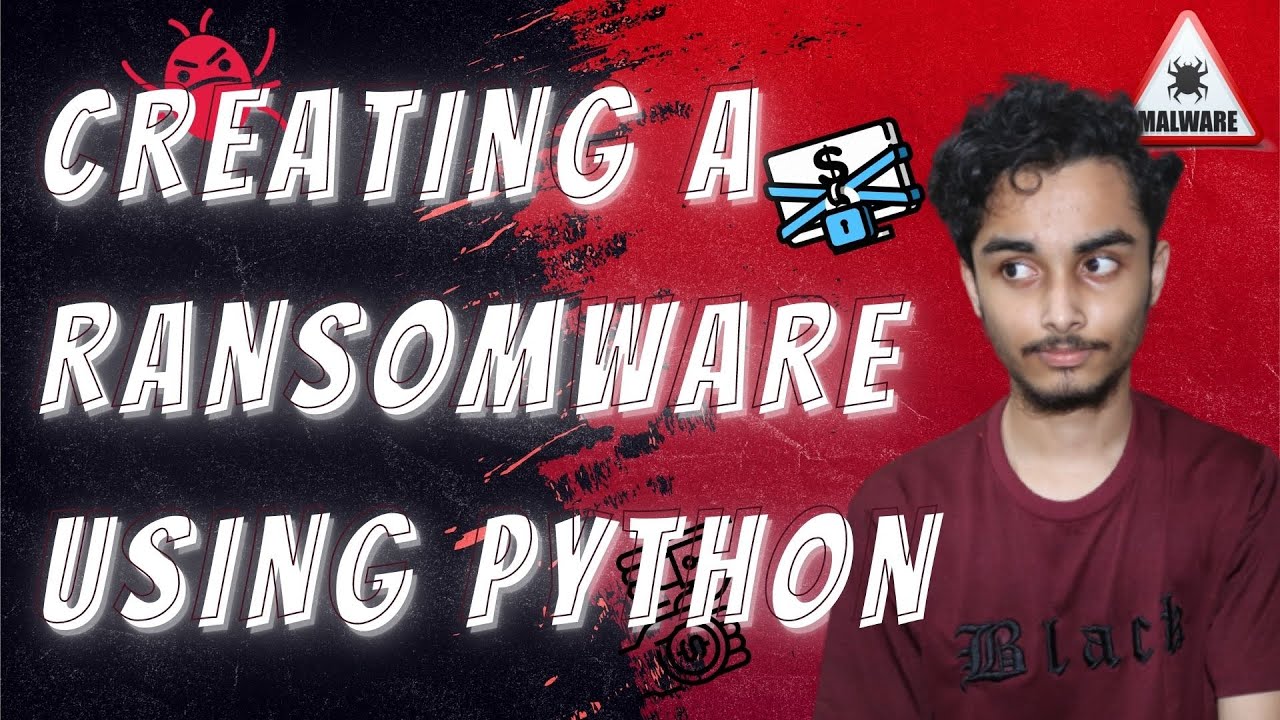 CREATING A
RANSOMWARE
USING PYTHON
MALWARE
Black